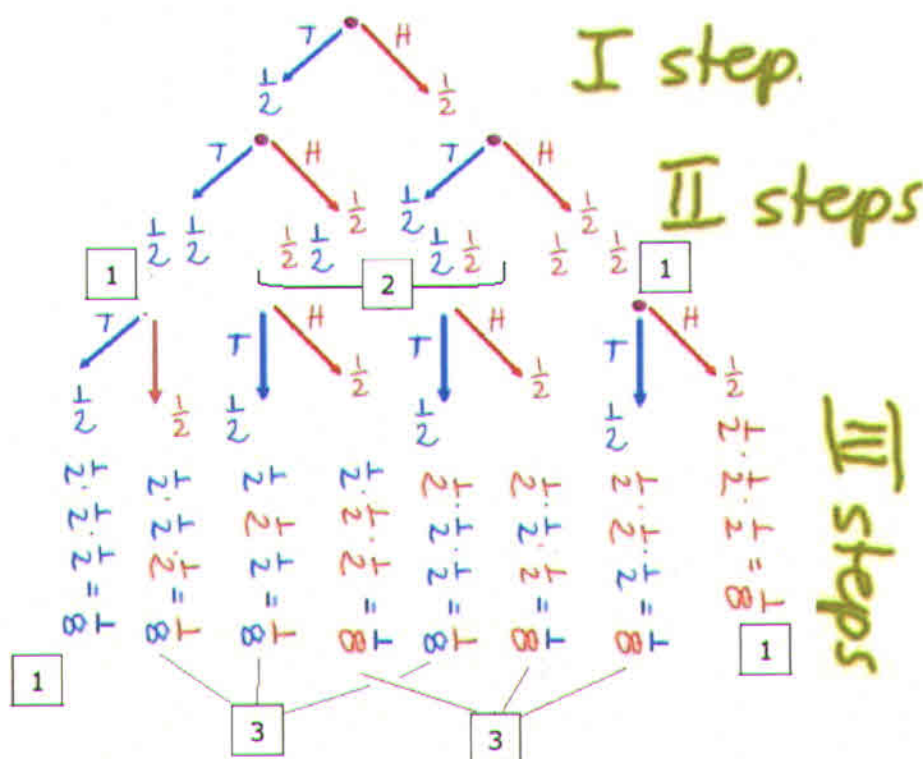 T H
I step.
1/2 1/2
T H T H
II steps
1/2 1/2
1/2 1/2 1/2 1/2 1/2 1/2 1/2 1/2
1 2 1
T T H T H T H
1/2 1/2 1/2 1/2 1/2 1/2 1/2 1/2
III steps
1/2 · 1/2 · 1/2 = 1/8
1/2 · 1/2 · 1/2 = 1/8
1/2 1/2 1/2 = 1/8
1/2 · 1/2 · 1/2 = 1/8
1/2 · 1/2 · 1/2 = 1/8
1/2 · 1/2 · 1/2 = 1/8
1/2 · 1/2 · 1/2 = 1/8
1/2 · 1/2 · 1/2 = 1/8
1 1
3 3